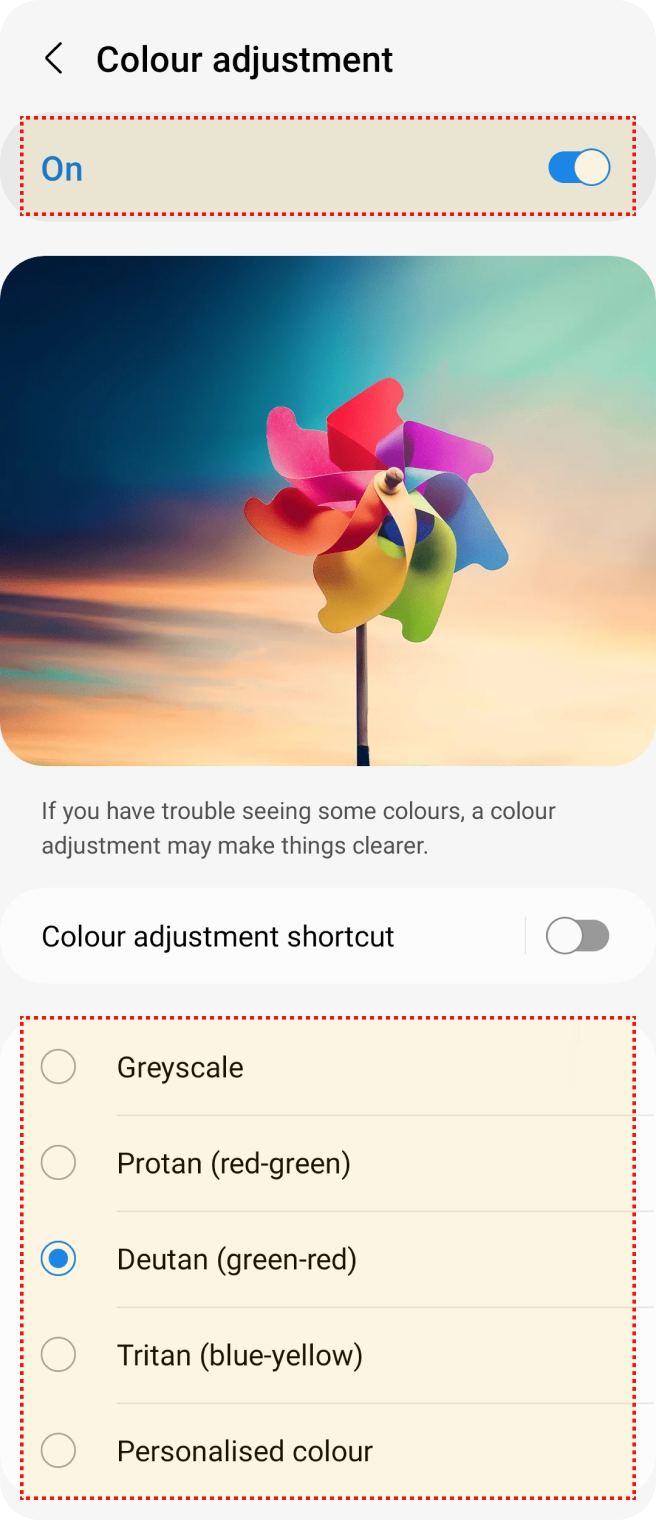 Colour adjustment
On
If you have trouble seeing some colours, a colour
adjustment may make things clearer.
Colour adjustment shortcut
Greyscale
Protan (red-green)
Deutan (green-red)
Tritan (blue-yellow)
Personalised colour